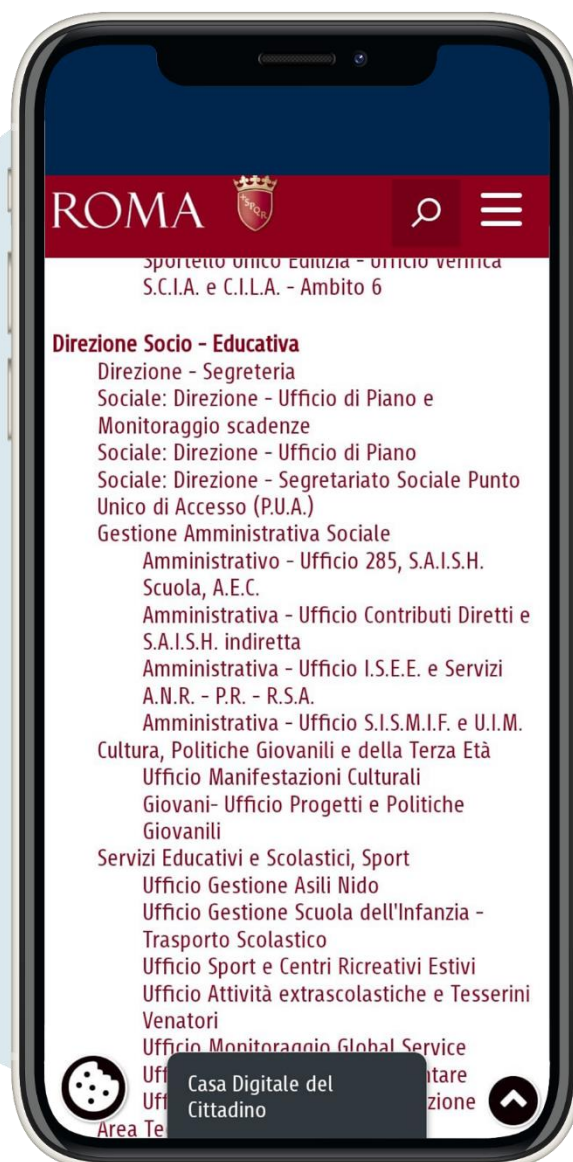 ROMA
Sportello Unico Edilizia - Ufficio Verifica
S.C.I.A. e C.I.L.A. - Ambito 6
Direzione Socio - Educativa
Direzione - Segreteria
Sociale: Direzione - Ufficio di Piano e
Monitoraggio scadenze
Sociale: Direzione - Ufficio di Piano
Sociale: Direzione - Segretariato Sociale Punto
Unico di Accesso (P.U.A.)
Gestione Amministrativa Sociale
Amministrativo - Ufficio 285, S.A.I.S.H.
Scuola, A.E.C.
Amministrativa - Ufficio Contributi Diretti e
S.A.I.S.H. indiretta
Amministrativa - Ufficio I.S.E.E. e Servizi
A.N.R. - P.R. - R.S.A.
Amministrativa - Ufficio S.I.S.M.I.F. e U.I.M.
Cultura, Politiche Giovanili e della Terza Età
Ufficio Manifestazioni Culturali
Giovani- Ufficio Progetti e Politiche
Giovanili
Servizi Educativi e Scolastici, Sport
Ufficio Gestione Asili Nido
Ufficio Gestione Scuola dell'Infanzia -
Trasporto Scolastico
Ufficio Sport e Centri Ricreativi Estivi
Ufficio Attività extrascolastiche e Tesserini
Venatori
Ufficio Monitoraggio Global Service
Casa Digitale del
Cittadino
Area